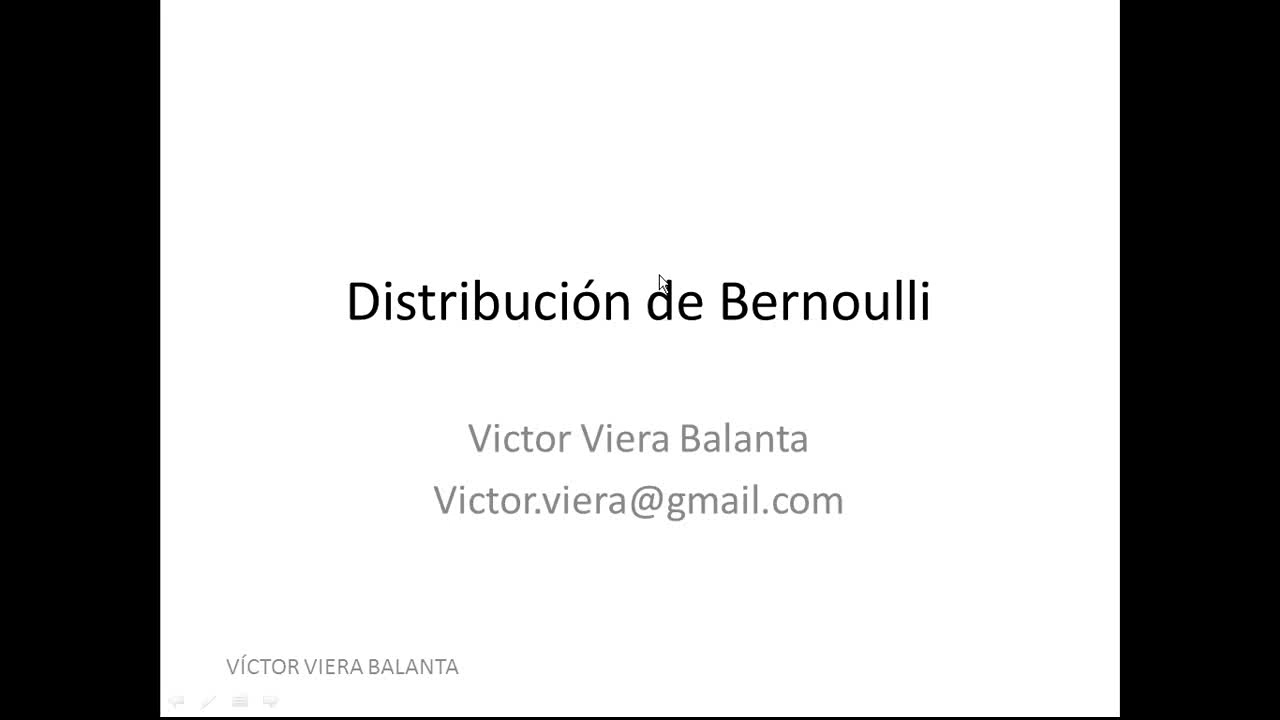 Distribución de Bernoulli
Victor Viera Balanta
Victor.viera@gmail.com
VÍCTOR VIERA BALANTA